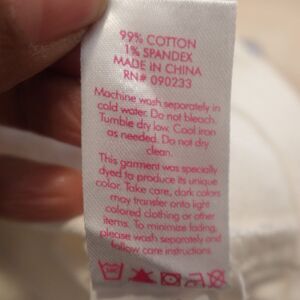 99% COTTON
1% SPANDEX
MADE IN CHINA
RN# 090233
Machine wash separately in
cold water. Do not bleach.
Tumble dry low. Cool iron
as needed. Do not dry
clean.
This garment was specially
dyed to produce its unique
color. Take care, dark colors
may transfer onto light
colored clothing or other
items. To minimize fading,
please wash separately and
follow care instructions.